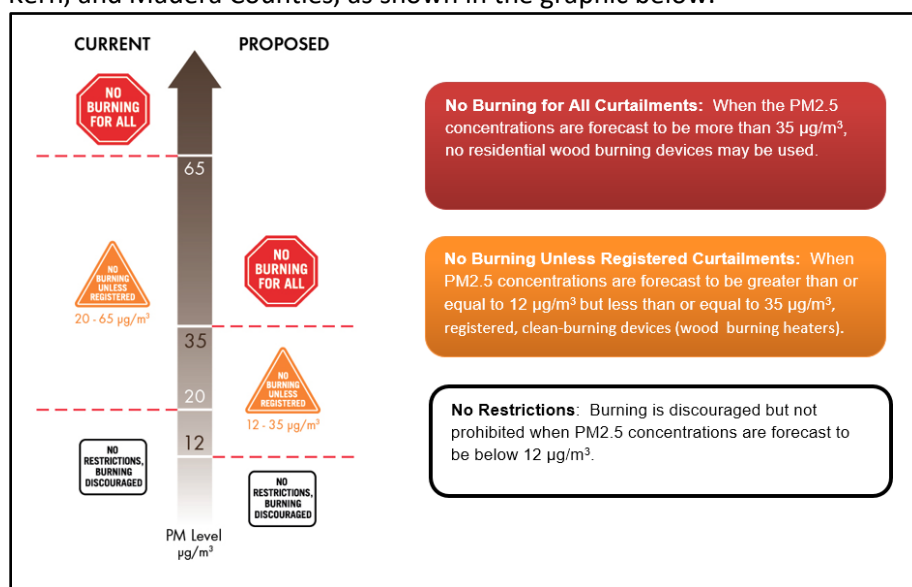 Kern, and Madera Counties, as shown in the graphic below.
CURRENT
PROPOSED
NO
BURNING
FOR ALL
65
NO
BURNING
UNLESS
REGISTERED
20 - 65 µg/m³
NO
BURNING
FOR ALL
35
20
NO
BURNING
UNLESS
REGISTERED
12 - 35 µg/m³
12
NO
RESTRICTIONS,
BURNING
DISCOURAGED
NO
RESTRICTIONS,
BURNING
DISCOURAGED
PM Level
µg/m³
No Burning for All Curtailments: When the PM2.5
concentrations are forecast to be more than 35 µg/m³,
no residential wood burning devices may be used.
No Burning Unless Registered Curtailments: When
PM2.5 concentrations are forecast to be greater than or
equal to 12 µg/m³ but less than or equal to 35 µg/m³,
registered, clean-burning devices (wood burning heaters).
No Restrictions: Burning is discouraged but not
prohibited when PM2.5 concentrations are forecast to
be below 12 µg/m³.